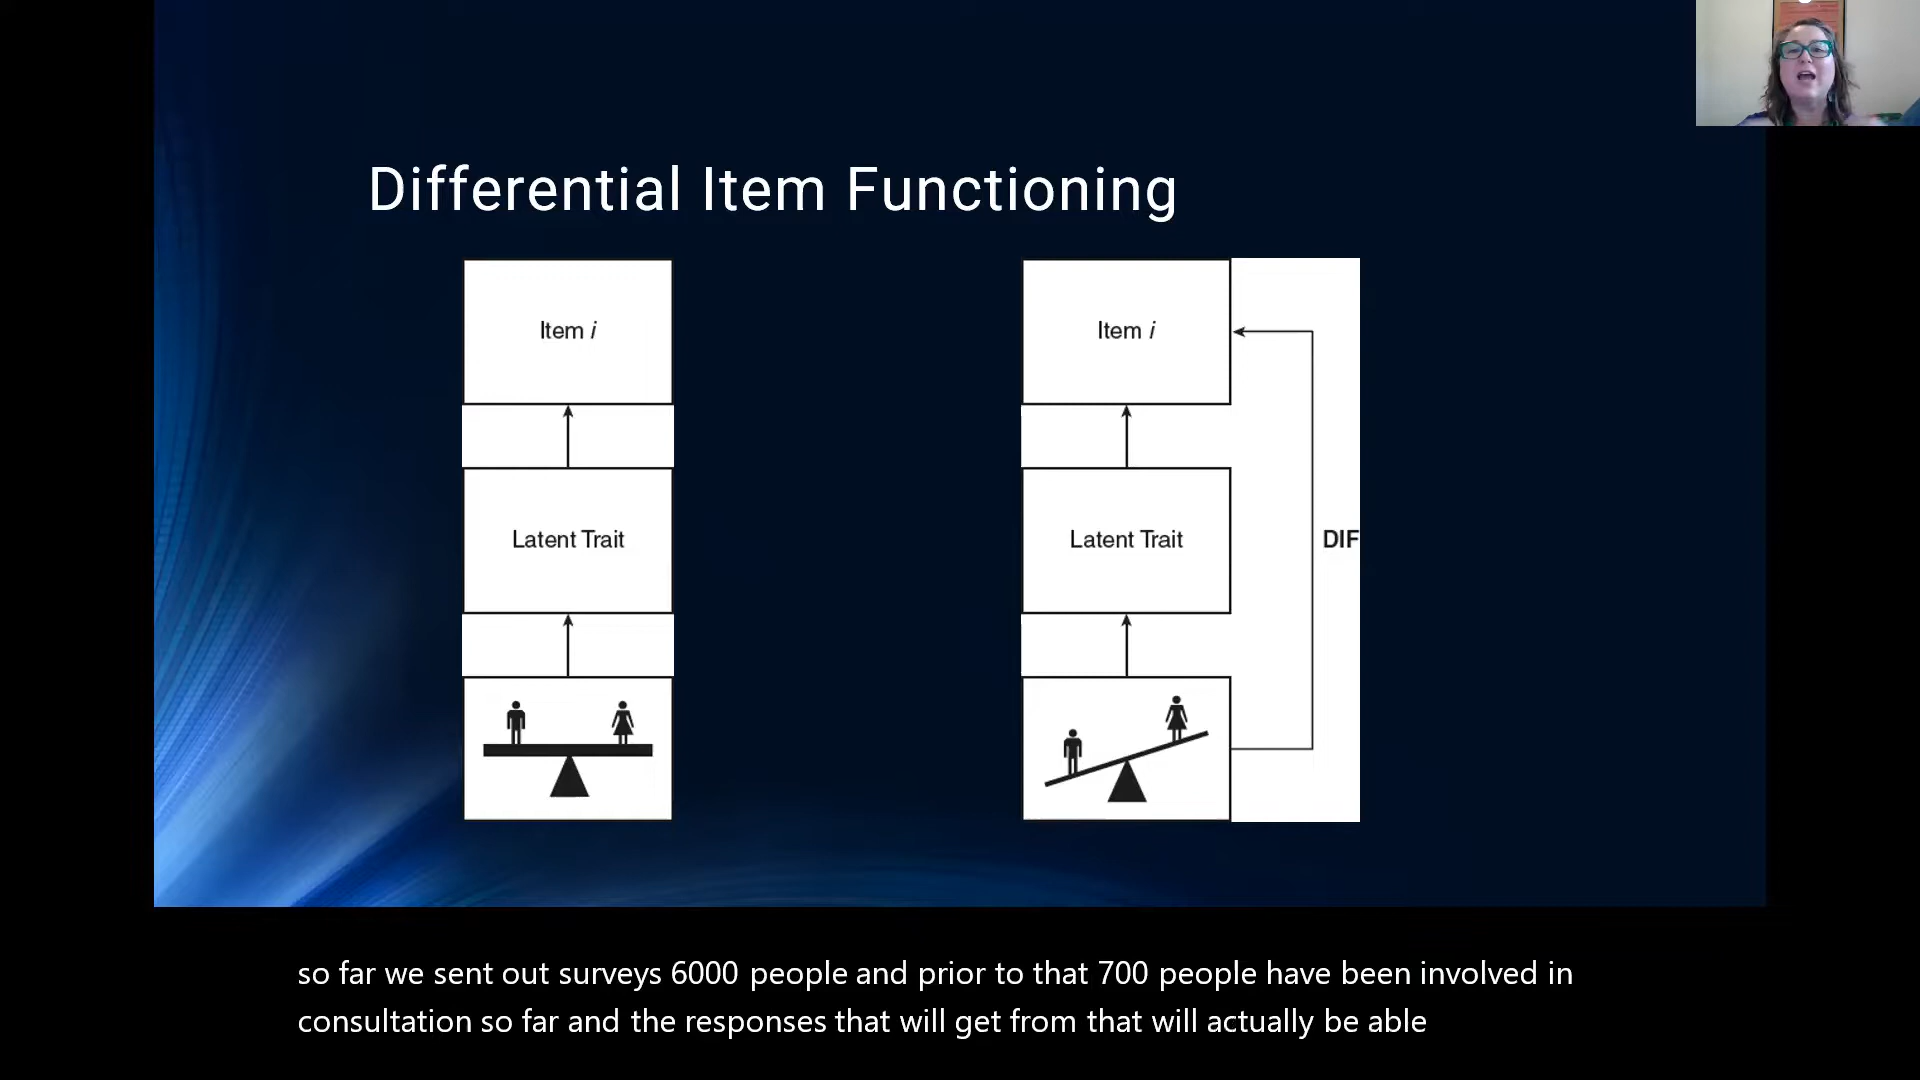 Differential Item Functioning
Item i
Latent Trait
Item i
Latent Trait
DIF
so far we sent out surveys 6000 people and prior to that 700 people have been involved in
consultation so far and the responses that will get from that will actually be able